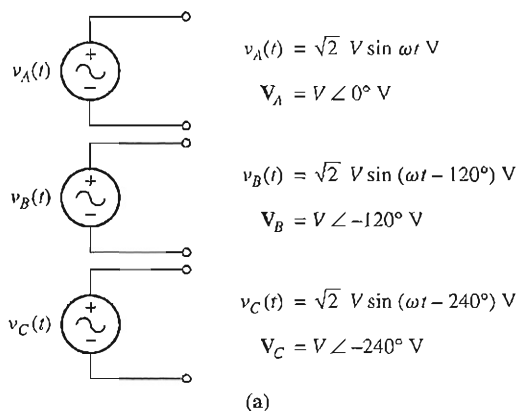 v_A(t)
+
−
v_A(t) = √2 V sin ωt V
V_A = V ∠ 0° V
v_B(t)
+
−
v_B(t) = √2 V sin (ωt − 120°) V
V_B = V ∠ −120° V
v_C(t)
+
−
v_C(t) = √2 V sin (ωt − 240°) V
V_C = V ∠ −240° V
(a)